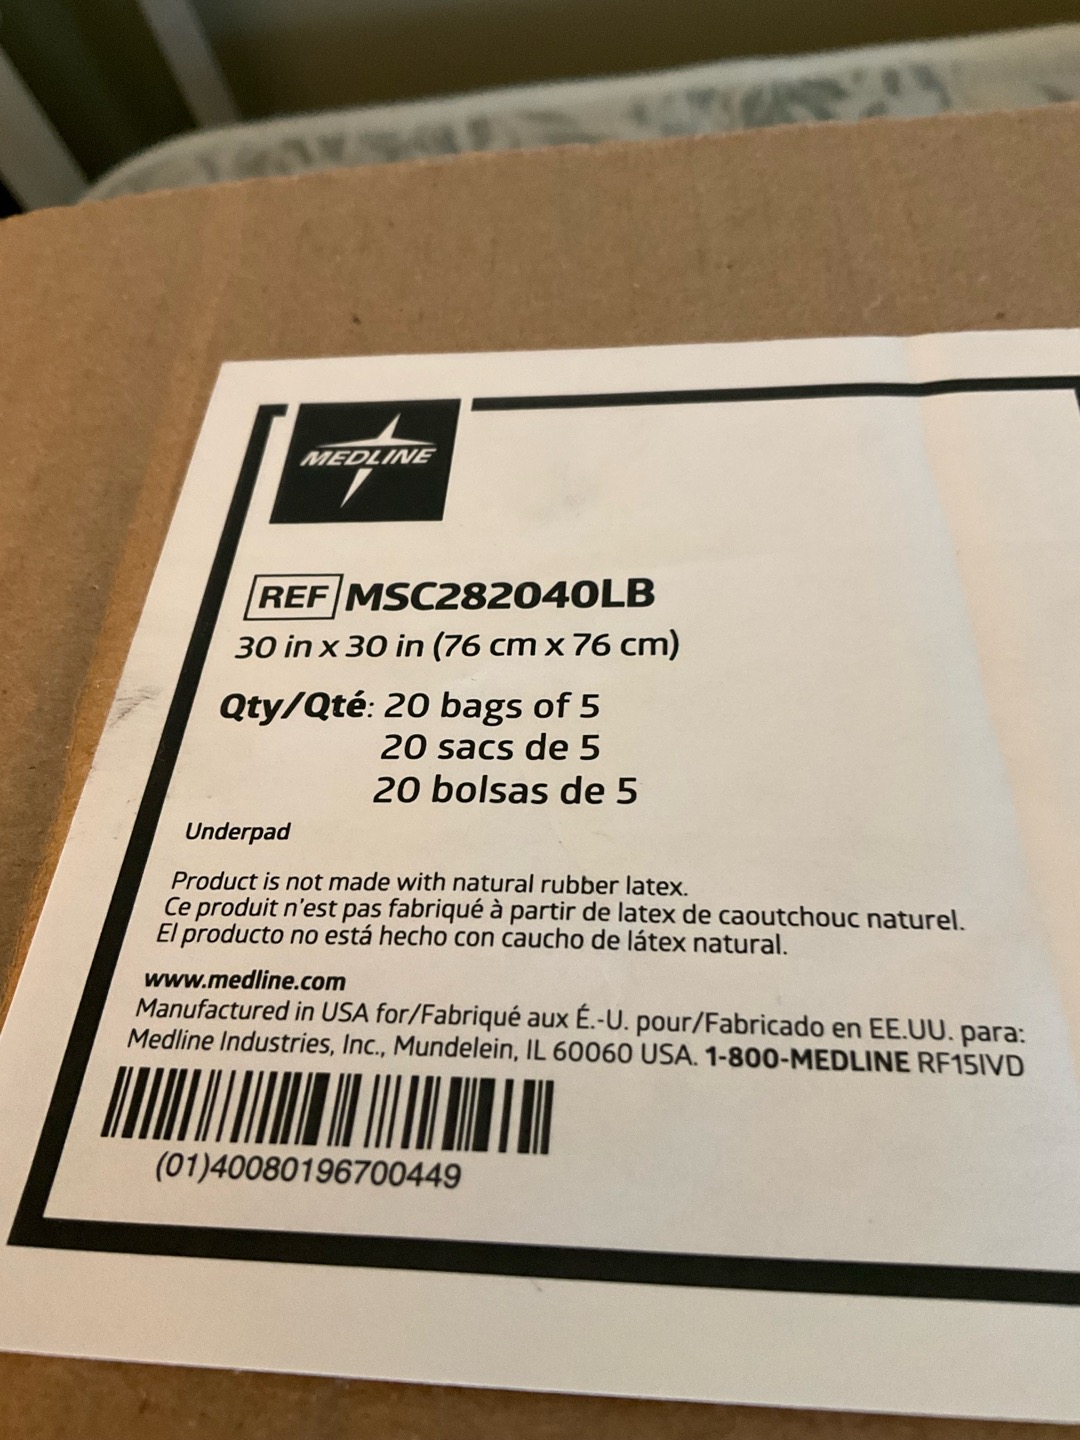 MEDLINE
REF MSC282040LB
30 in x 30 in (76 cm x 76 cm)
Qty/Qté: 20 bags of 5
20 sacs de 5
20 bolsas de 5
Underpad
Product is not made with natural rubber latex.
Ce produit n'est pas fabriqué à partir de latex de caoutchouc naturel.
El producto no está hecho con caucho de látex natural.
www.medline.com
Manufactured in USA for/Fabriqué aux É.-U. pour/Fabricado en EE.UU. para:
Medline Industries, Inc., Mundelein, IL 60060 USA. 1-800-MEDLINE RF15IVD
(01)40080196700449